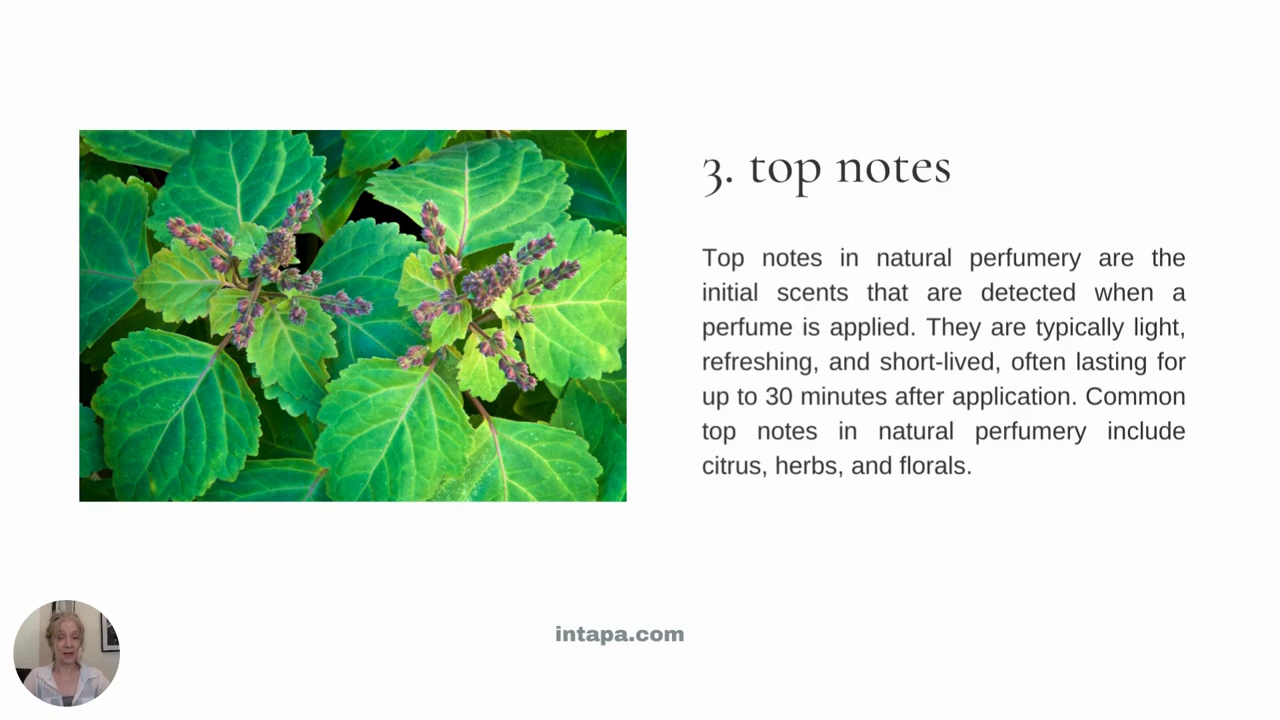 3. top notes
Top notes in natural perfumery are the
initial scents that are detected when a
perfume is applied. They are typically light,
refreshing, and short-lived, often lasting for
up to 30 minutes after application. Common
top notes in natural perfumery include
citrus, herbs, and florals.
intapa.com